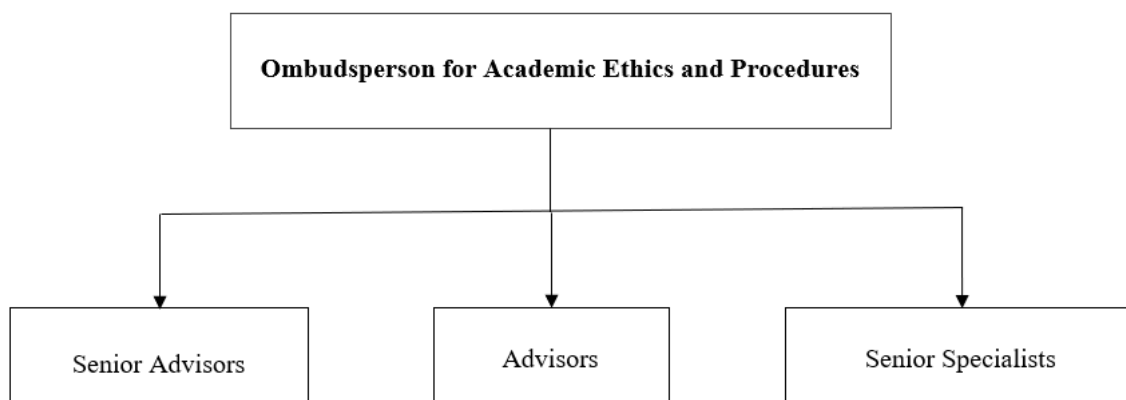 Ombudsperson for Academic Ethics and Procedures
Senior Advisors
Advisors
Senior Specialists